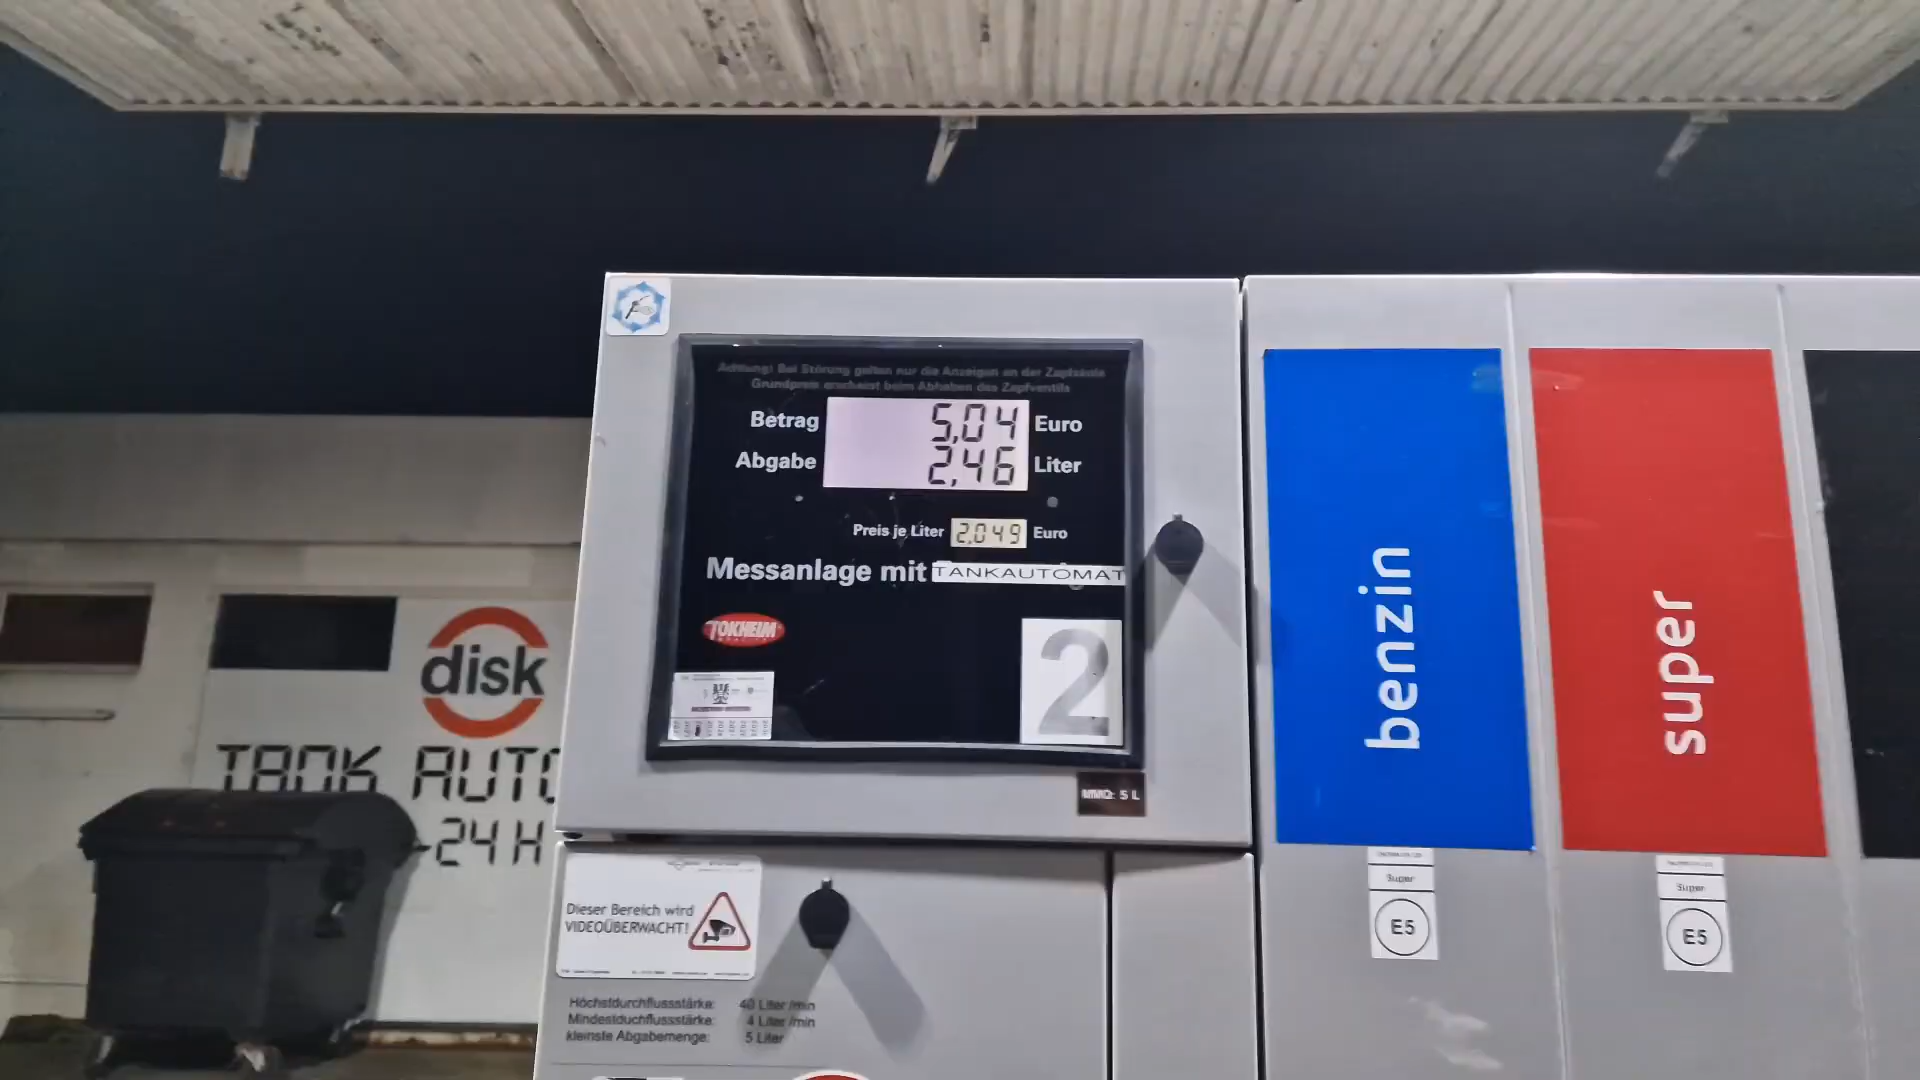 Achtung! Bei Störung gelten nur die Anzeigen an der Zapfsäule
Grundpreis erscheint beim Abheben des Zapfventils
Betrag 5,04 Euro
Abgabe 2,46 Liter
Preis je Liter 2,049 Euro
Messanlage mit TANKAUTOMAT
TOKHEIM
2
MMQ: 5 L
disk
TANK AUTO
24 H
Dieser Bereich wird
VIDEOÜBERWACHT!
Höchstdurchflussstärke: 40 Liter/min
Mindestduchflussstärke: 4 Liter/min
kleinste Abgabemenge: 5 Liter
benzin
Super
E5
super
Super
E5